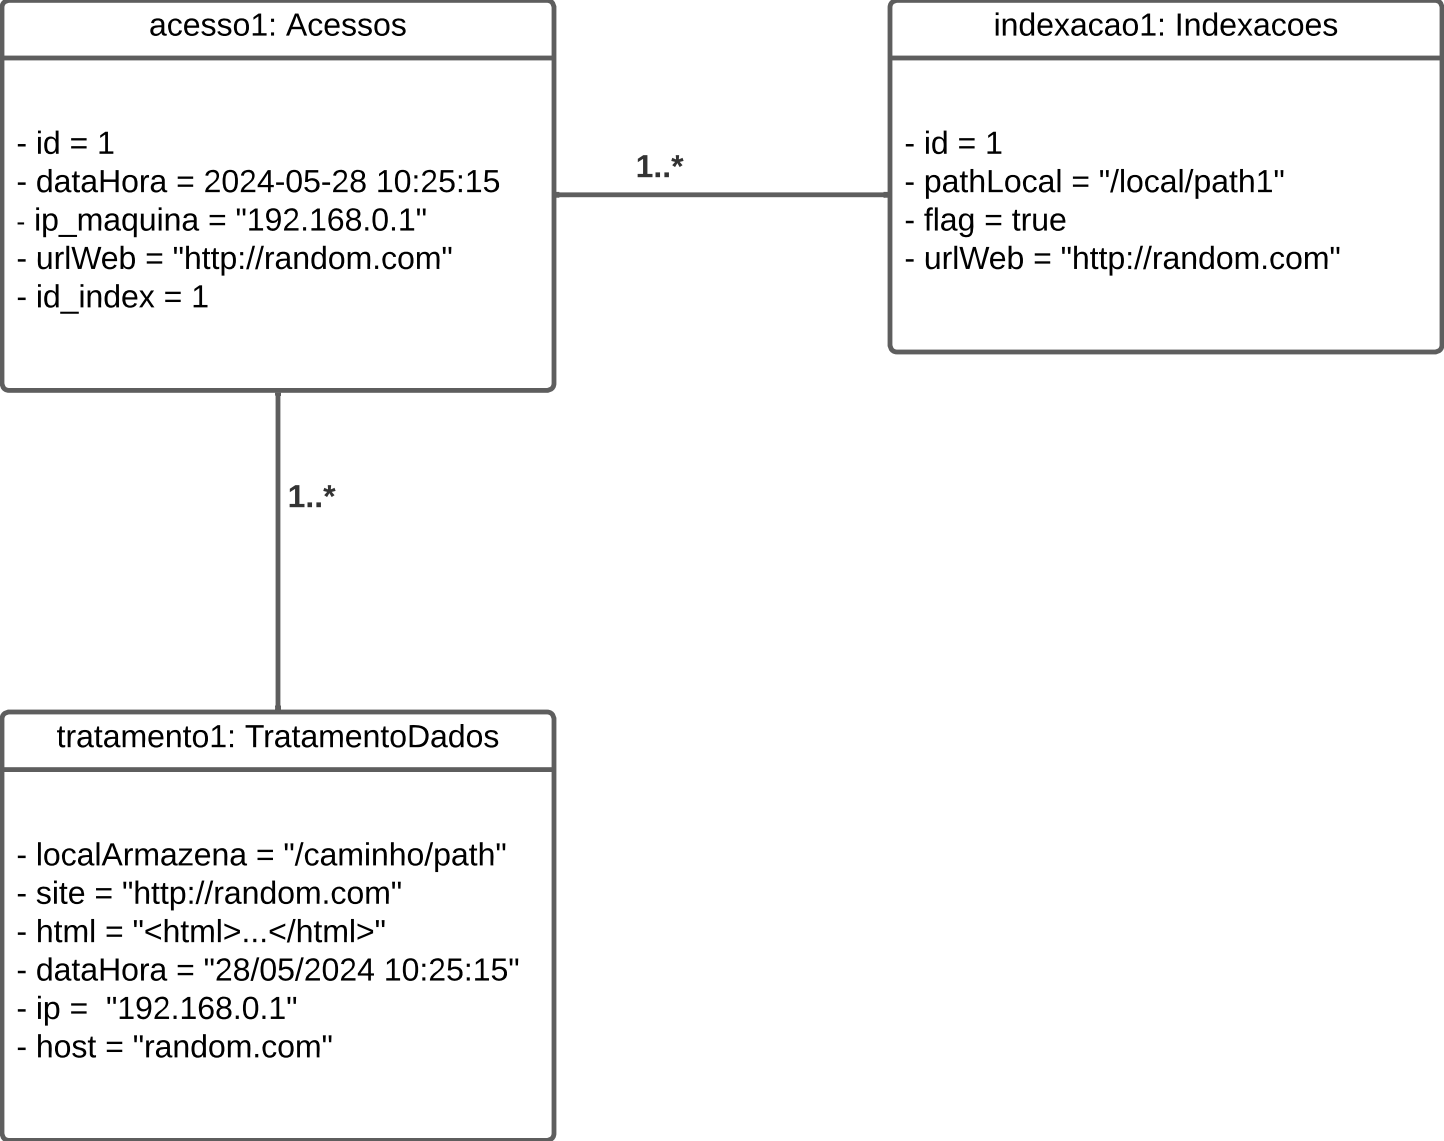 acesso1: Acessos
- id = 1
- dataHora = 2024-05-28 10:25:15
- ip_maquina = "192.168.0.1"
- urlWeb = "http://random.com"
- id_index = 1
1..*
indexacao1: Indexacoes
- id = 1
- pathLocal = "/local/path1"
- flag = true
- urlWeb = "http://random.com"
1..*
tratamento1: TratamentoDados
- localArmazena = "/caminho/path"
- site = "http://random.com"
- html = "<html>...</html>"
- dataHora = "28/05/2024 10:25:15"
- ip =  "192.168.0.1"
- host = "random.com"